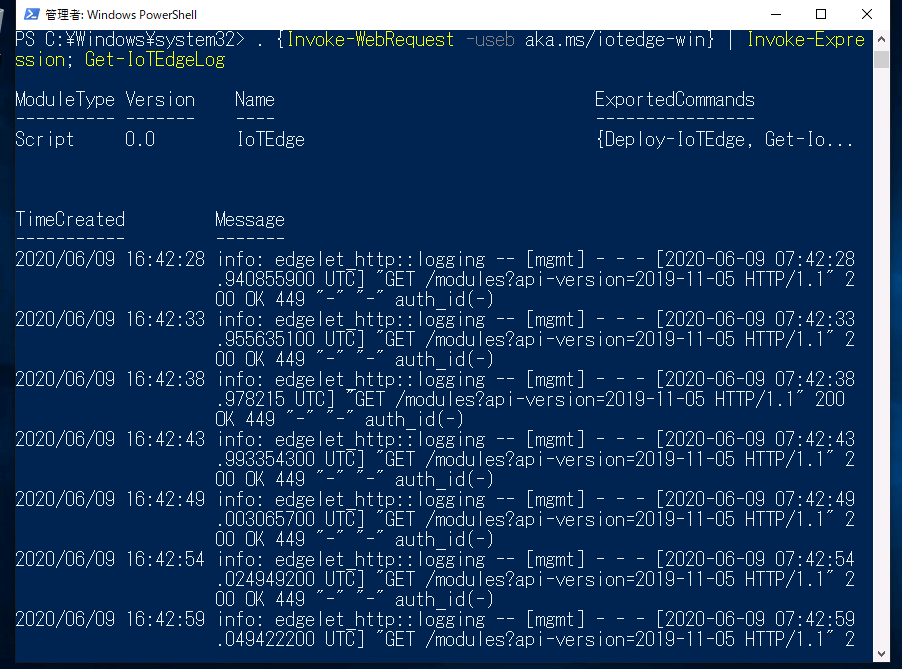 管理者: Windows PowerShell
PS C:¥Windows¥system32> . {Invoke-WebRequest -useb aka.ms/iotedge-win} | Invoke-Expre
ssion; Get-IoTEdgeLog
ModuleType Version    Name                                ExportedCommands
---------- -------    ----                                ----------------
Script     0.0        IoTEdge                             {Deploy-IoTEdge, Get-Io...
TimeCreated         Message
-----------         -------
2020/06/09 16:42:28 info: edgelet_http::logging -- [mgmt] - - - [2020-06-09 07:42:28
.940855900 UTC] "GET /modules?api-version=2019-11-05 HTTP/1.1" 2
00 OK 449 "-" "-" auth_id(-)
2020/06/09 16:42:33 info: edgelet_http::logging -- [mgmt] - - - [2020-06-09 07:42:33
.955635100 UTC] "GET /modules?api-version=2019-11-05 HTTP/1.1" 2
00 OK 449 "-" "-" auth_id(-)
2020/06/09 16:42:38 info: edgelet_http::logging -- [mgmt] - - - [2020-06-09 07:42:38
.978215 UTC] "GET /modules?api-version=2019-11-05 HTTP/1.1" 200
OK 449 "-" "-" auth_id(-)
2020/06/09 16:42:43 info: edgelet_http::logging -- [mgmt] - - - [2020-06-09 07:42:43
.993354300 UTC] "GET /modules?api-version=2019-11-05 HTTP/1.1" 2
00 OK 449 "-" "-" auth_id(-)
2020/06/09 16:42:49 info: edgelet_http::logging -- [mgmt] - - - [2020-06-09 07:42:49
.003065700 UTC] "GET /modules?api-version=2019-11-05 HTTP/1.1" 2
00 OK 449 "-" "-" auth_id(-)
2020/06/09 16:42:54 info: edgelet_http::logging -- [mgmt] - - - [2020-06-09 07:42:54
.024949200 UTC] "GET /modules?api-version=2019-11-05 HTTP/1.1" 2
00 OK 449 "-" "-" auth_id(-)
2020/06/09 16:42:59 info: edgelet_http::logging -- [mgmt] - - - [2020-06-09 07:42:59
.049422200 UTC] "GET /modules?api-version=2019-11-05 HTTP/1.1" 2